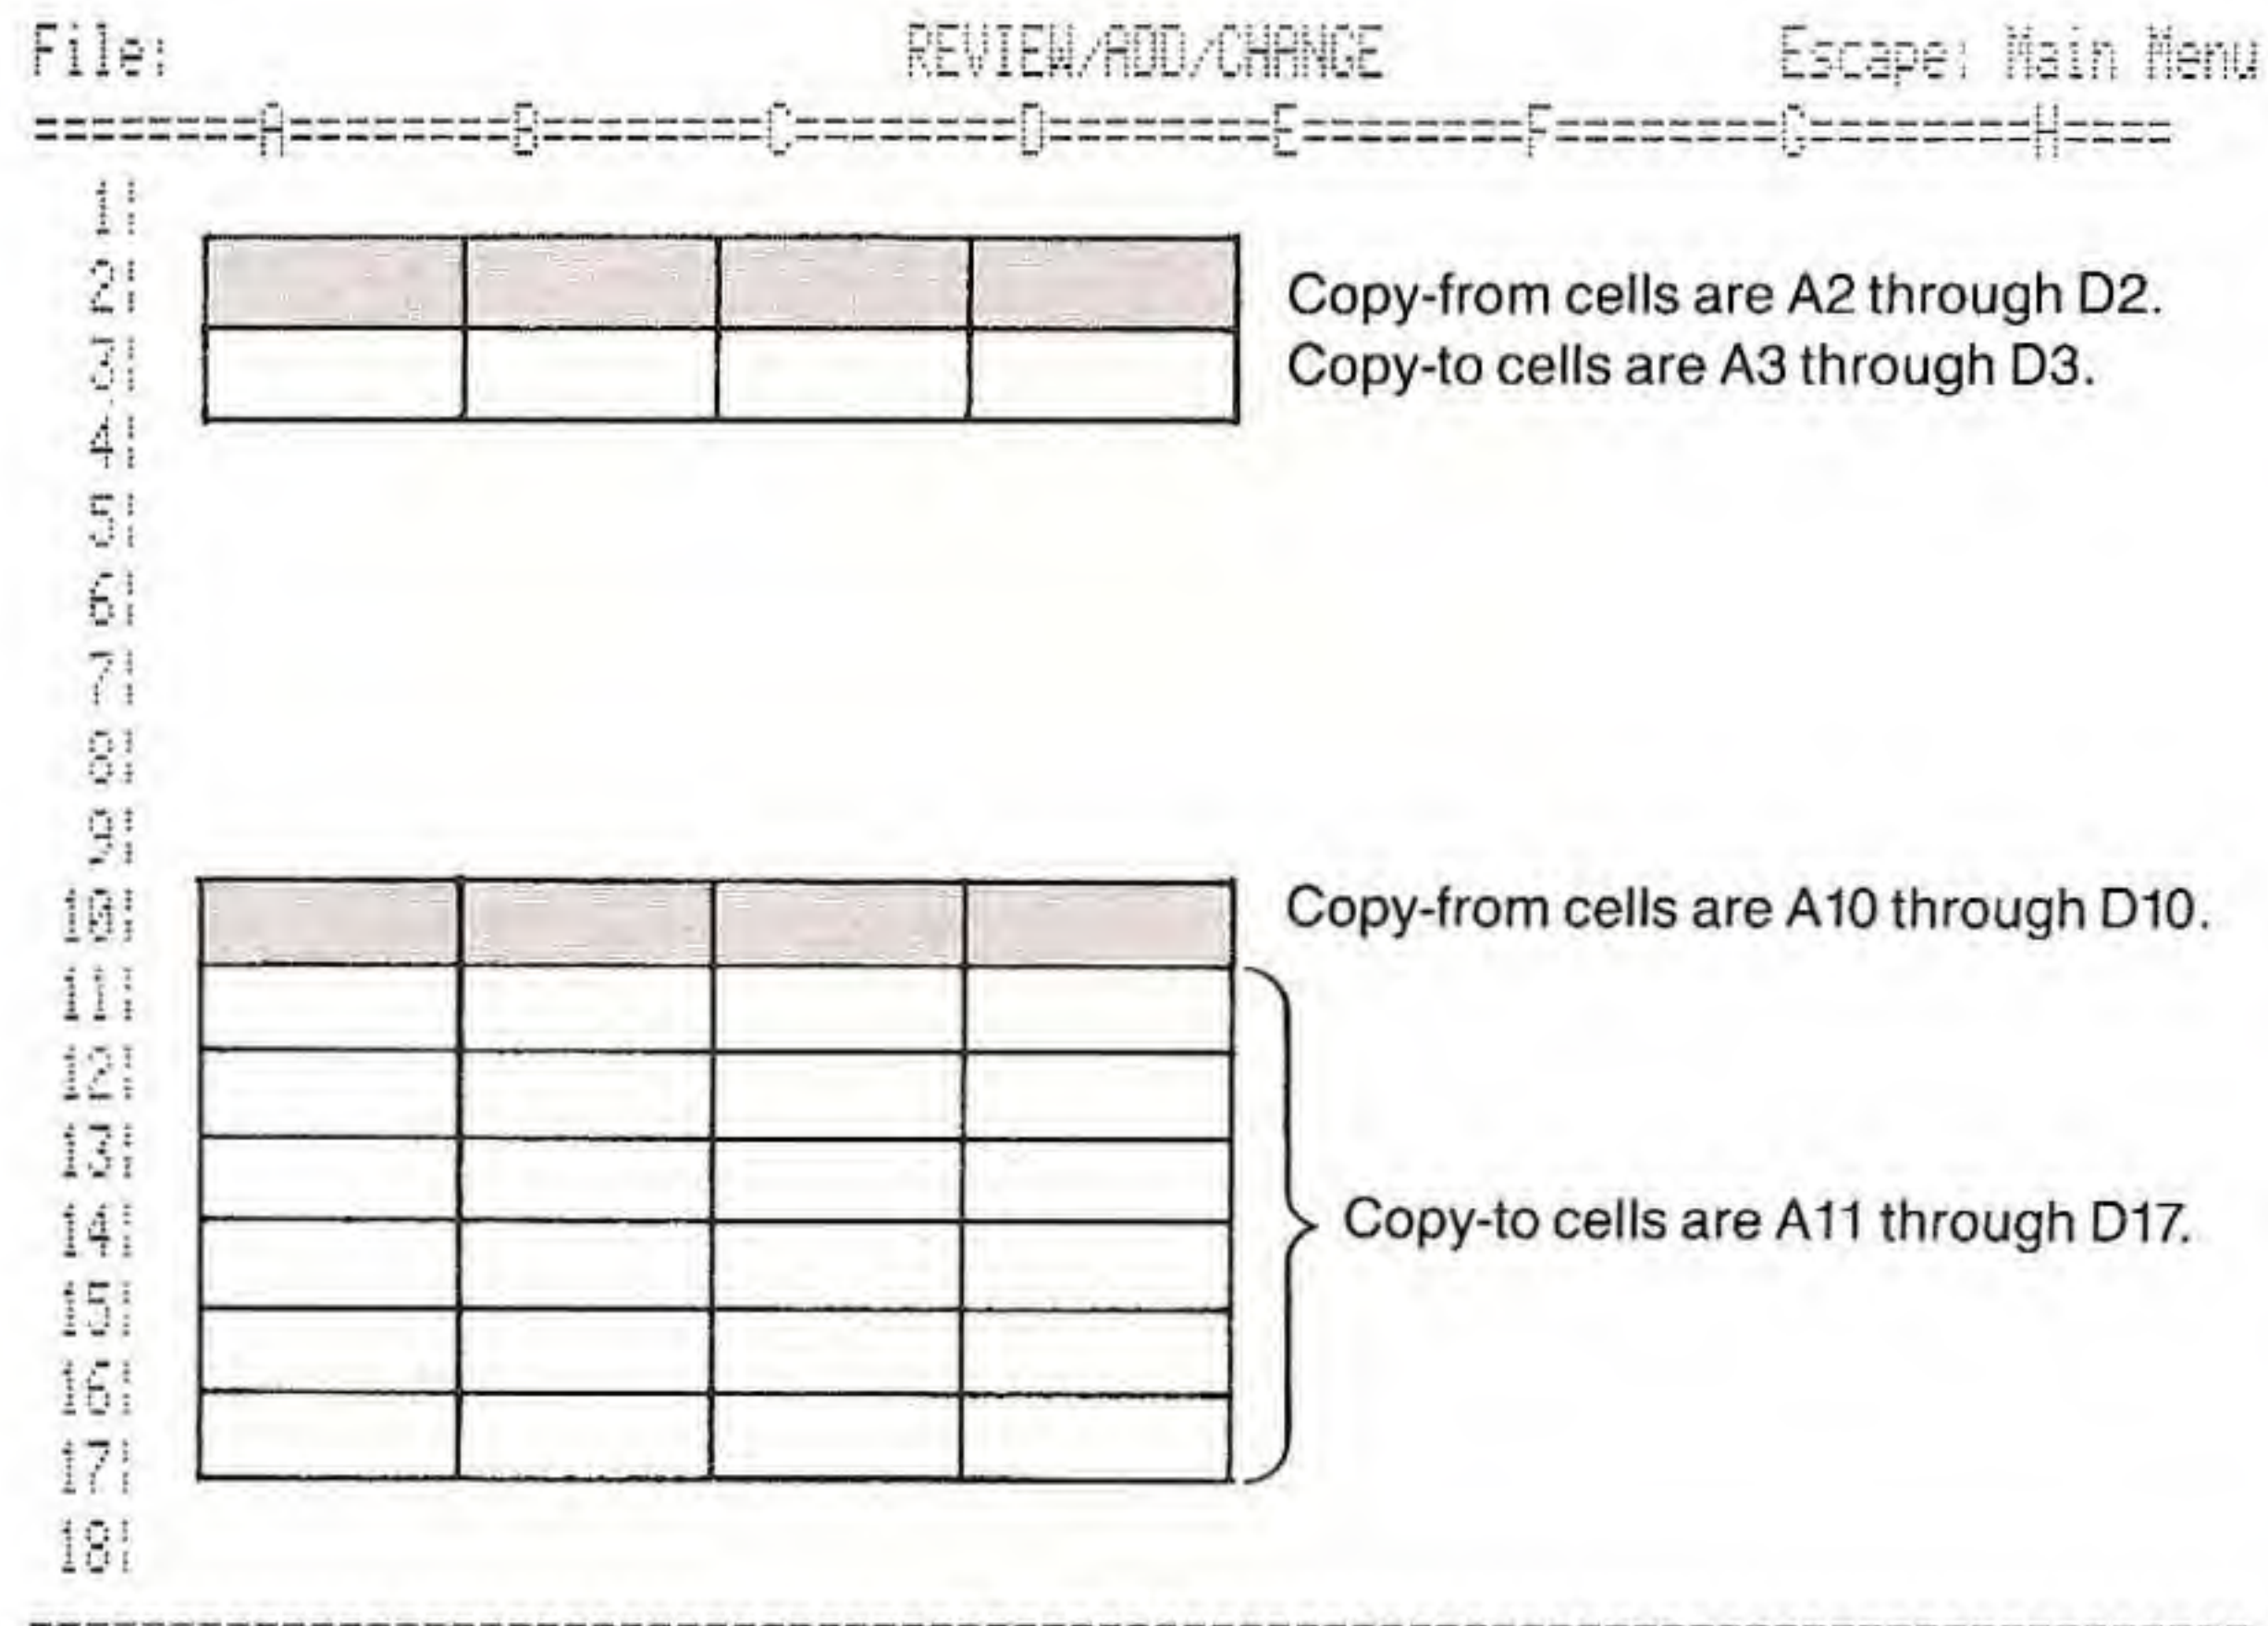 File: REVIEW/ADD/CHANGE Escape: Main Menu
========A=========B=========C=========D=========E=========F=========G=========H====
1|
2| Copy-from cells are A2 through D2.
3| Copy-to cells are A3 through D3.
4|
5|
6|
7|
8|
9|
10| Copy-from cells are A10 through D10.
11|
12|
13|
14| Copy-to cells are A11 through D17.
15|
16|
17|
18|